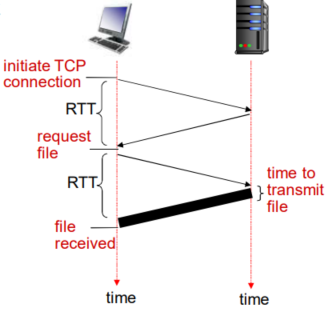 initiate TCP
connection
RTT
request
file
RTT
time to
transmit
file
file
received
time
time